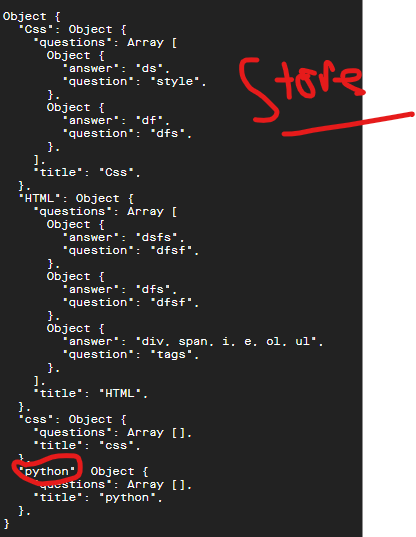 Object {
  "Css": Object {
    "questions": Array [
      Object {
        "answer": "ds",
        "question": "style",
      },
      Object {
        "answer": "df",
        "question": "dfs",
      },
    ],
    "title": "Css",
  },
  "HTML": Object {
    "questions": Array [
      Object {
        "answer": "dsfs",
        "question": "dfsf",
      },
      Object {
        "answer": "dfs",
        "question": "dfsf",
      },
      Object {
        "answer": "div, span, i, e, ol, ul",
        "question": "tags",
      },
    ],
    "title": "HTML",
  },
  "css": Object {
    "questions": Array [],
    "title": "css",
  },
  "python": Object {
    "questions": Array [],
    "title": "python",
  },
}
Store